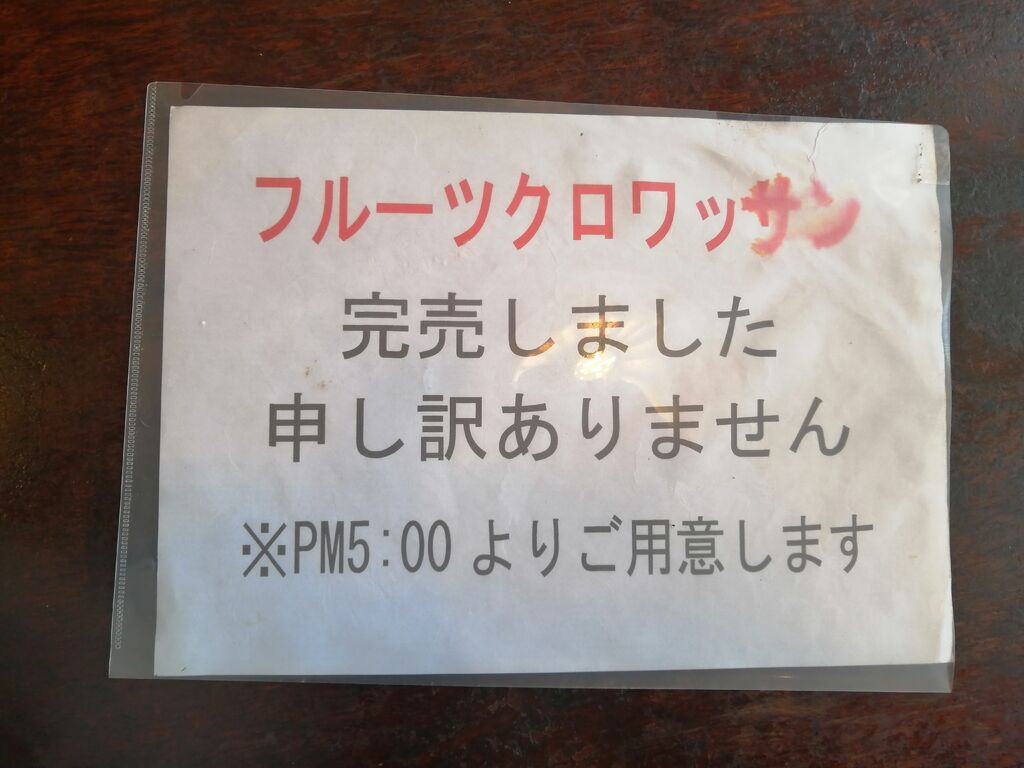 フルーツクロワッサン
完売しました
申し訳ありません
※PM5:00 よりご用意します